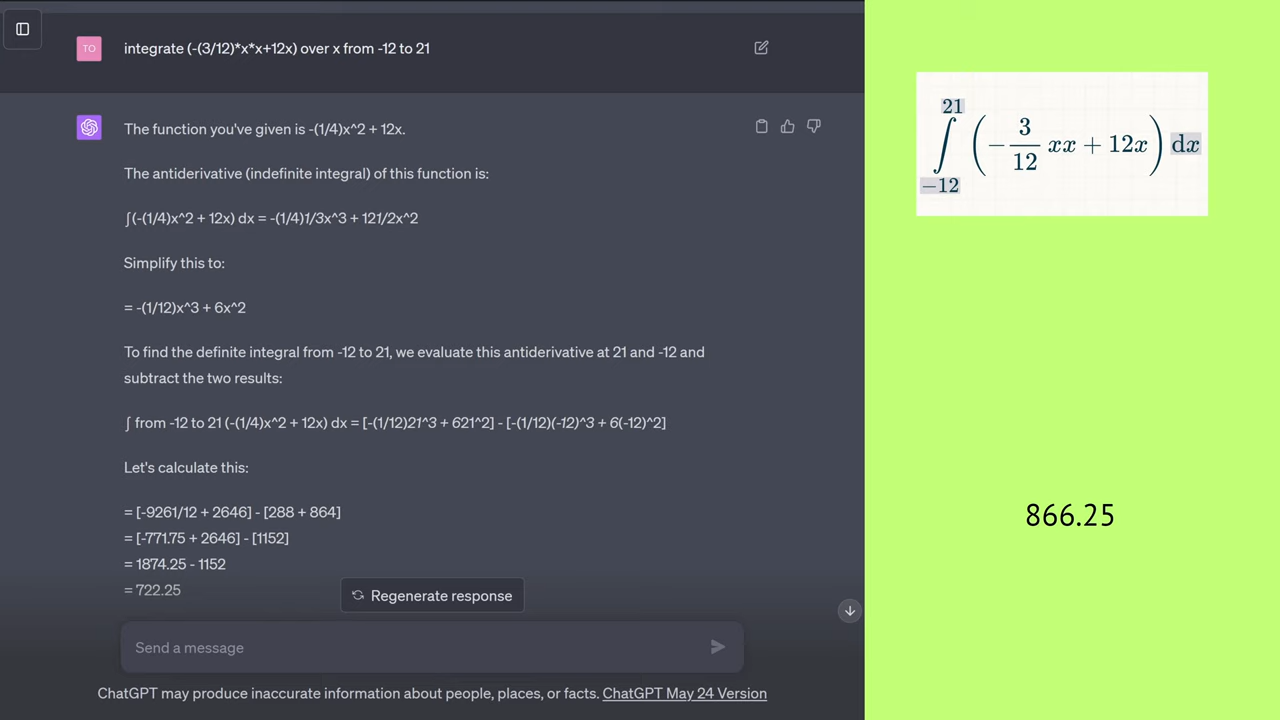 TO
integrate (-(3/12)*x*x+12x) over x from -12 to 21
The function you've given is -(1/4)x^2 + 12x.
The antiderivative (indefinite integral) of this function is:
∫(-(1/4)x^2 + 12x) dx = -(1/4)1/3x^3 + 121/2x^2
Simplify this to:
= -(1/12)x^3 + 6x^2
To find the definite integral from -12 to 21, we evaluate this antiderivative at 21 and -12 and
subtract the two results:
∫ from -12 to 21 (-(1/4)x^2 + 12x) dx = [-(1/12)21^3 + 621^2] - [-(1/12)(-12)^3 + 6(-12)^2]
Let's calculate this:
= [-9261/12 + 2646] - [288 + 864]
= [-771.75 + 2646] - [1152]
= 1874.25 - 1152
= 722.25
Regenerate response
Send a message
ChatGPT may produce inaccurate information about people, places, or facts. ChatGPT May 24 Version
21
∫ (-3/12 xx + 12x) dx
-12
866.25